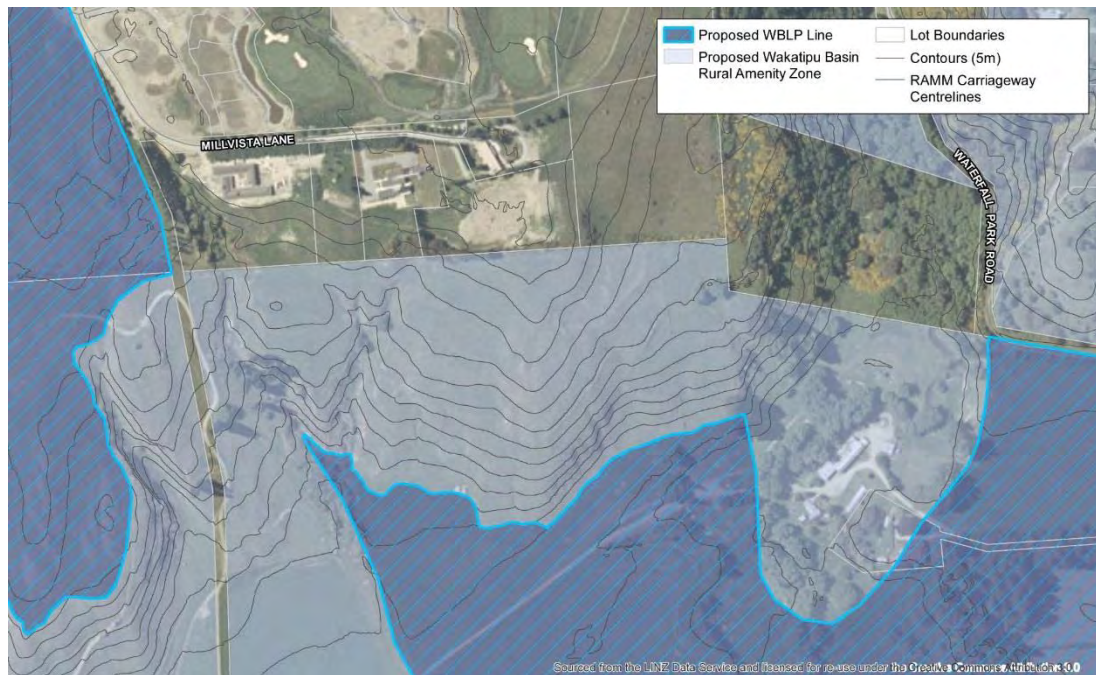 Proposed WBLP Line
Proposed Wakatipu Basin
Rural Amenity Zone
Lot Boundaries
Contours (5m)
RAMM Carriageway
Centrelines
MILLVISTA LANE
WATERFALL PARK ROAD
Sourced from the LINZ Data Service and licensed for re-use under the Creative Commons Attribution 3.0